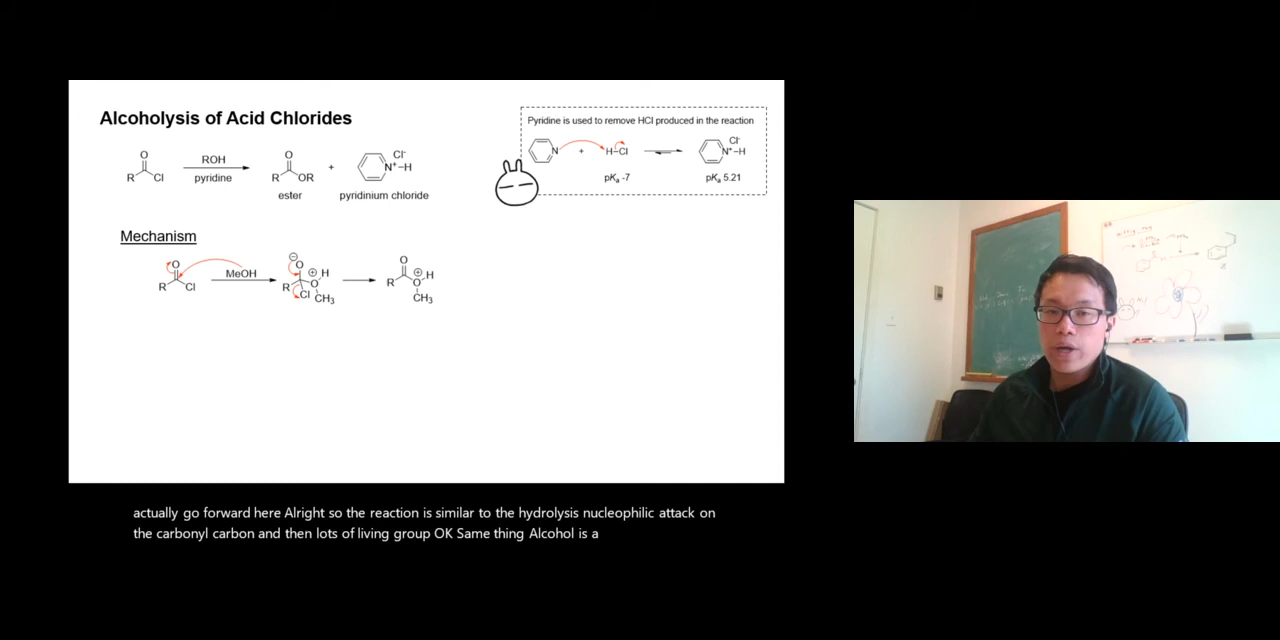 Alcoholysis of Acid Chlorides
Pyridine is used to remove HCl produced in the reaction
N + H–Cl N⁺–H Cl⁻
pKa -7 pKa 5.21
O R Cl ROH pyridine O R OR + Cl⁻ N⁺–H
ester pyridinium chloride
Mechanism
O R Cl MeOH ⊖ O R Cl ⊕ O H CH₃ O R ⊕ O H CH₃
actually go forward here Alright so the reaction is similar to the hydrolysis nucleophilic attack on
the carbonyl carbon and then lots of living group OK Same thing Alcohol is a